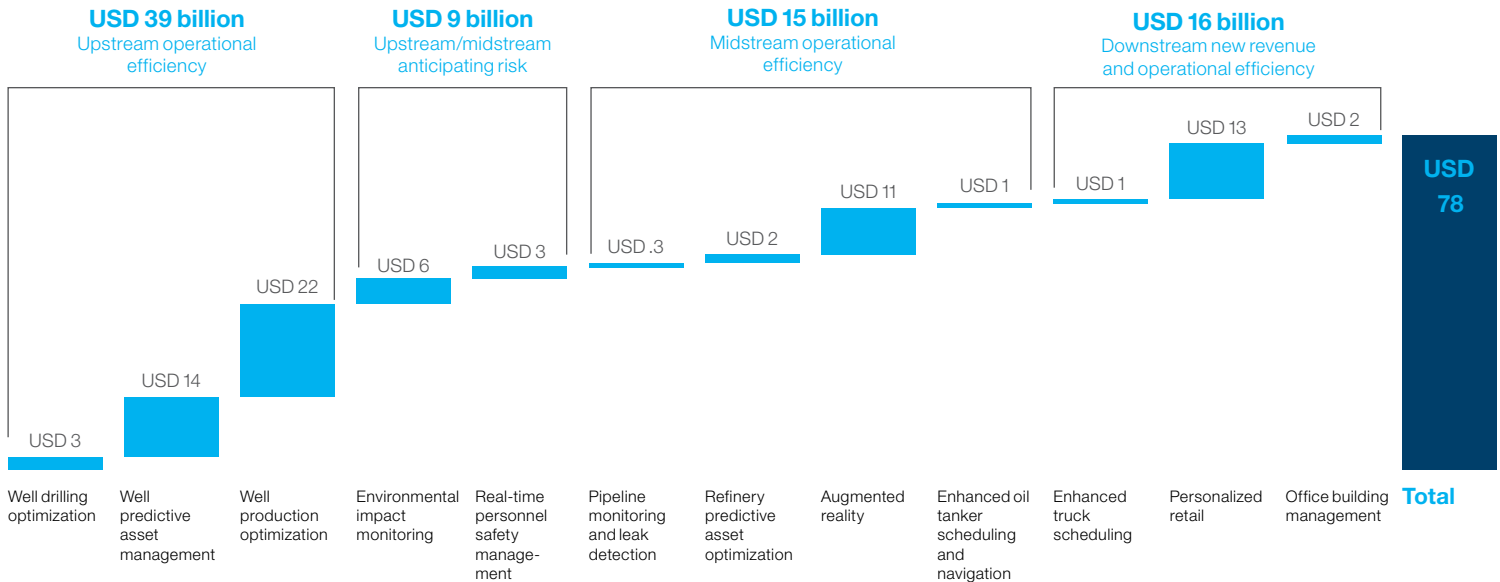 USD 39 billion
Upstream operational
efficiency
USD 9 billion
Upstream/midstream
anticipating risk
USD 15 billion
Midstream operational
efficiency
USD 16 billion
Downstream new revenue
and operational efficiency
USD 3
USD 14
USD 22
USD 6
USD 3
USD .3
USD 2
USD 11
USD 1
USD 1
USD 13
USD 2
USD
78
Well drilling
optimization
Well
predictive
asset
management
Well
production
optimization
Environmental
impact
monitoring
Real-time
personnel
safety
manage-
ment
Pipeline
monitoring
and leak
detection
Refinery
predictive
asset
optimization
Augmented
reality
Enhanced oil
tanker
scheduling
and
navigation
Enhanced
truck
scheduling
Personalized
retail
Office building
management
Total